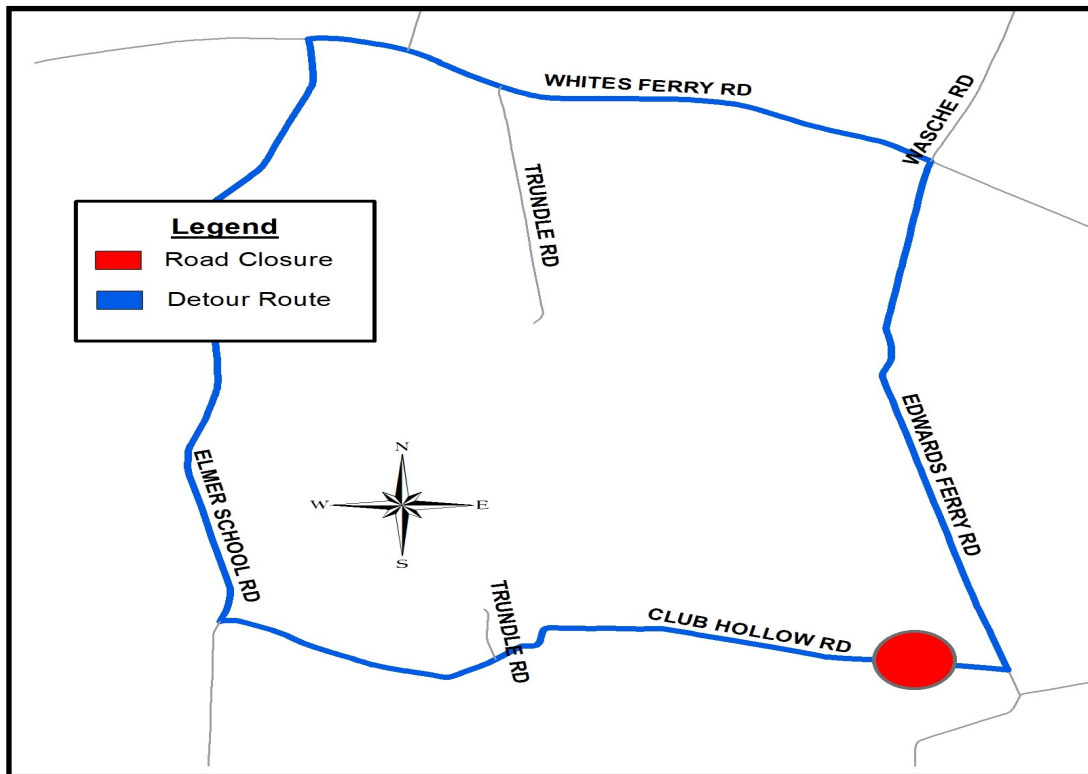 WHITES FERRY RD
WASCHE RD
TRUNDLE RD
Legend
Road Closure
Detour Route
EDWARDS FERRY RD
ELMER SCHOOL RD
N
W
E
S
TRUNDLE RD
CLUB HOLLOW RD